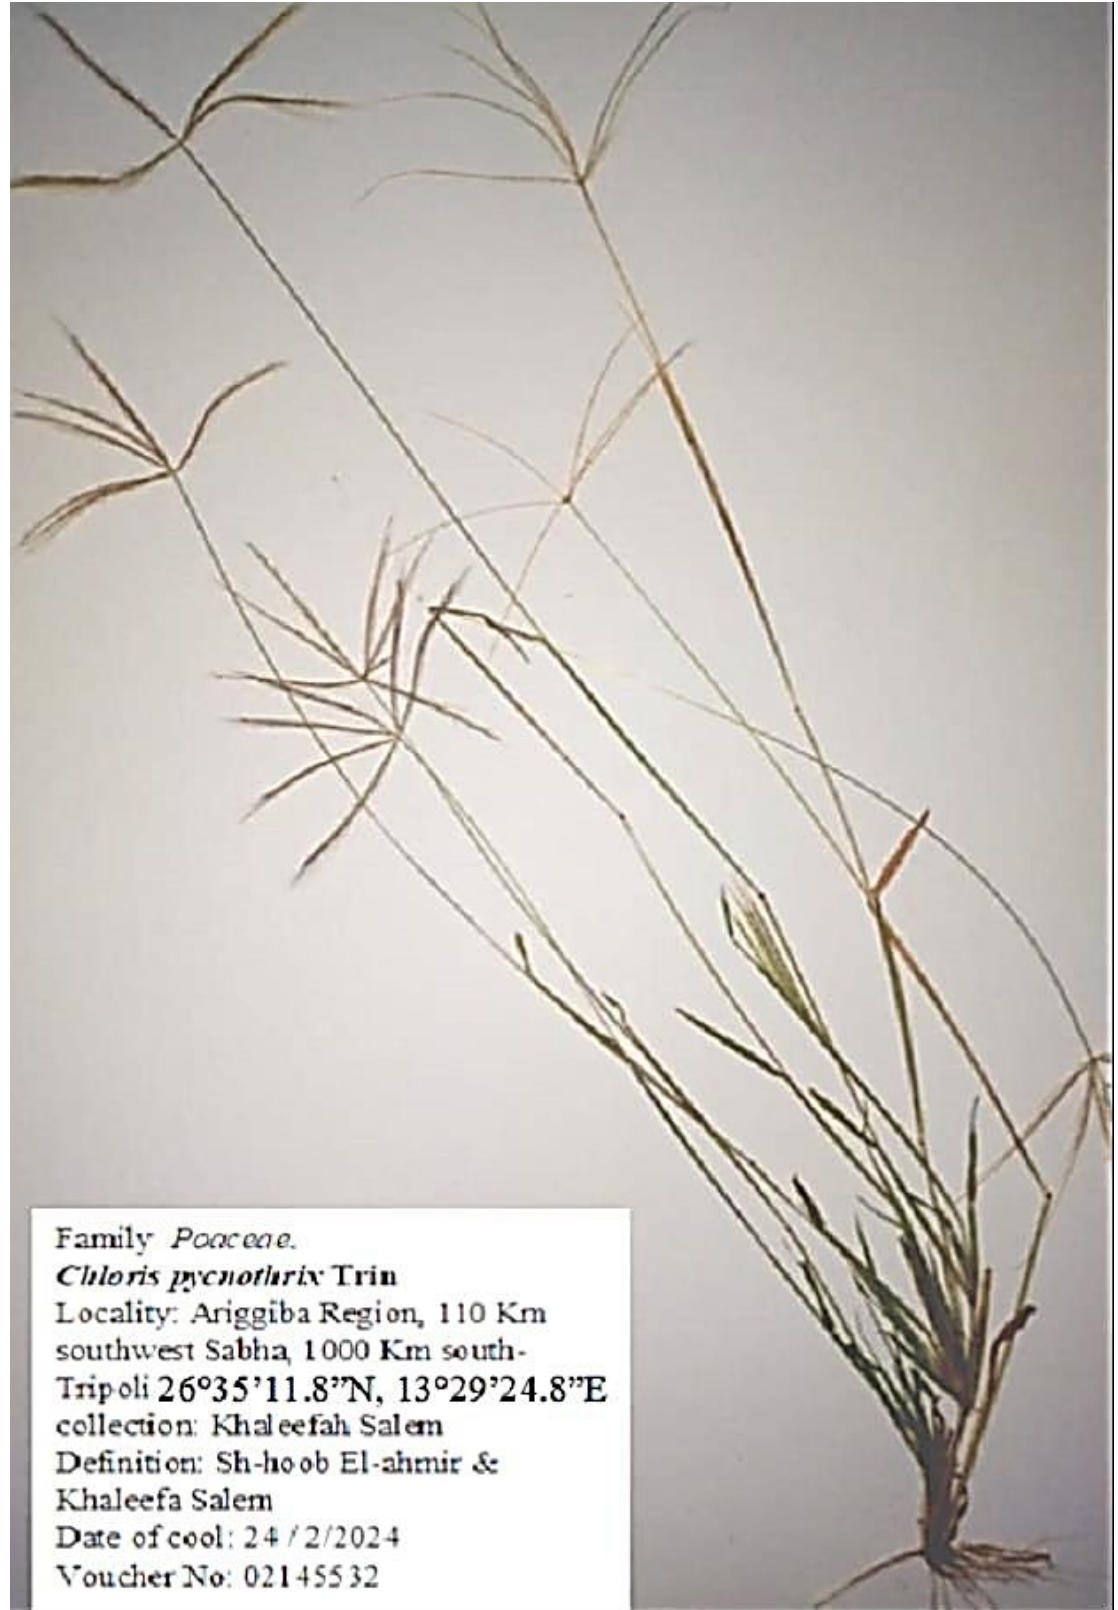 Family Poaceae.
Chloris pycnothrix Trin
Locality: Ariggiba Region, 110 Km
southwest Sabha, 1000 Km south-
Tripoli 26°35’11.8”N, 13°29’24.8”E
collection: Khaleefah Salem
Definition: Sh-hoob El-ahmir &
Khaleefa Salem
Date of cool: 24 / 2/2024
Voucher No: 02145532